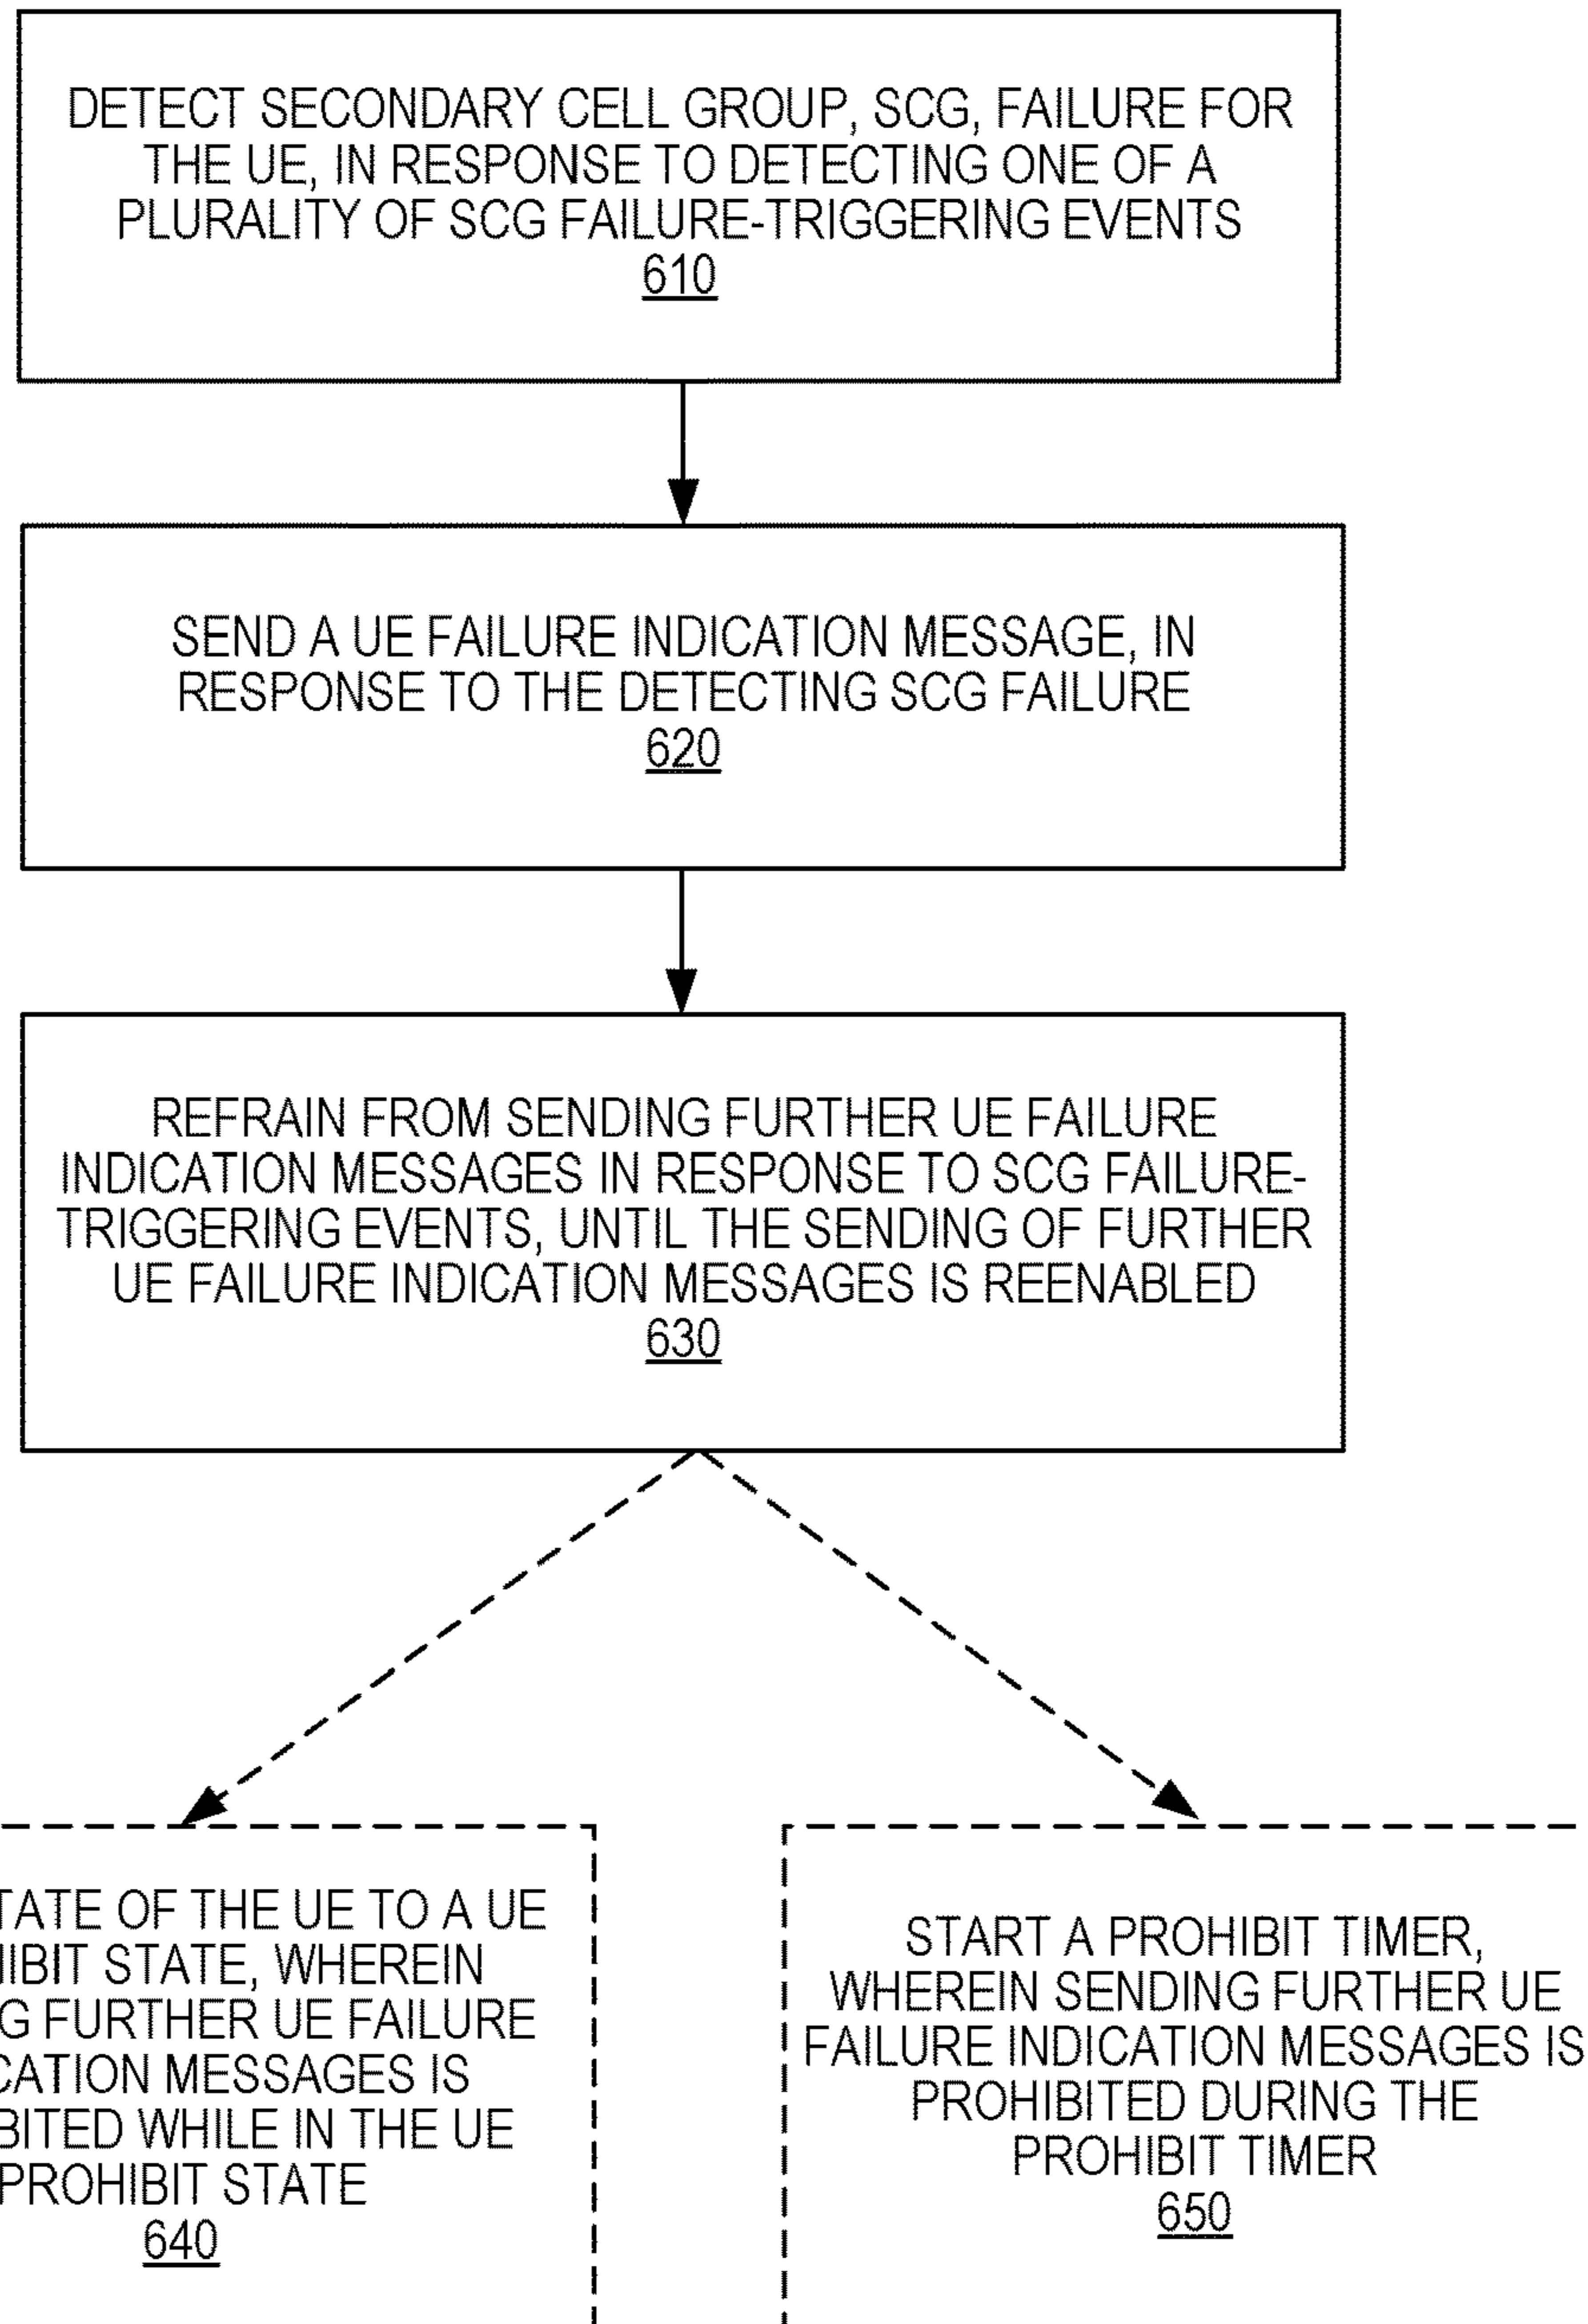 DETECT SECONDARY CELL GROUP, SCG, FAILURE FOR
THE UE, IN RESPONSE TO DETECTING ONE OF A
PLURALITY OF SCG FAILURE-TRIGGERING EVENTS
610
SEND A UE FAILURE INDICATION MESSAGE, IN
RESPONSE TO THE DETECTING SCG FAILURE
620
REFRAIN FROM SENDING FURTHER UE FAILURE
INDICATION MESSAGES IN RESPONSE TO SCG FAILURE-
TRIGGERING EVENTS, UNTIL THE SENDING OF FURTHER
UE FAILURE INDICATION MESSAGES IS REENABLED
630
OF THE UE TO A UE
STATE, WHEREIN
FURTHER UE FAILURE
MESSAGES IS
WHILE IN THE UE
PROHIBIT STATE
640
START A PROHIBIT TIMER,
WHEREIN SENDING FURTHER UE
FAILURE INDICATION MESSAGES IS
PROHIBITED DURING THE
PROHIBIT TIMER
650